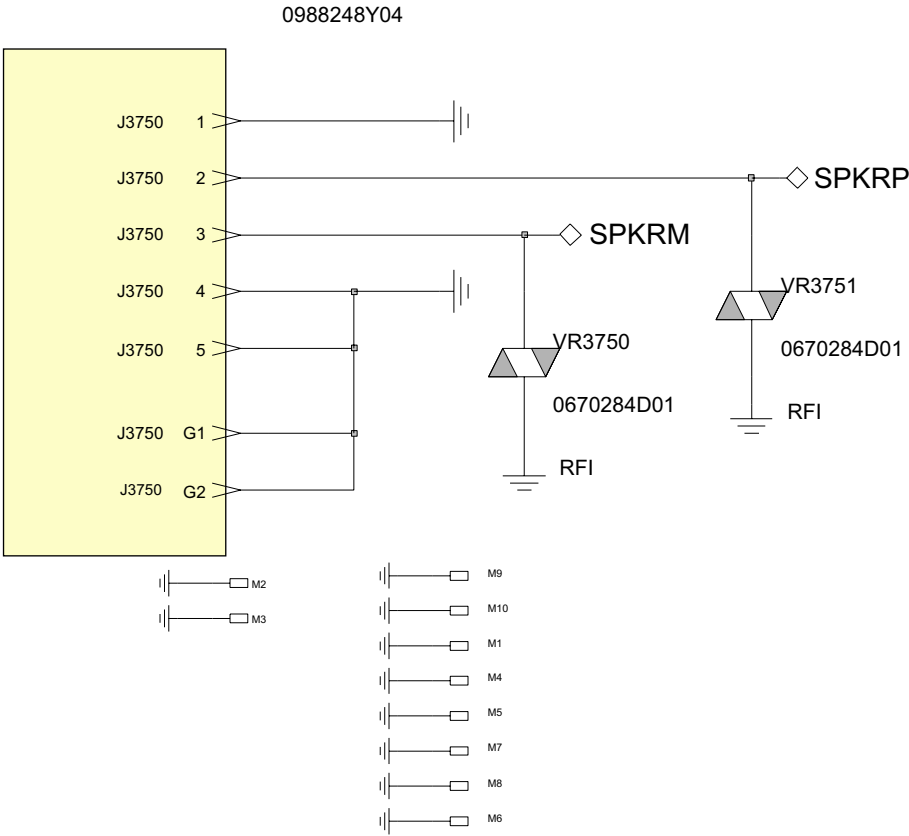 0988248Y04
J3750 1
J3750 2
SPKRP
J3750 3
SPKRM
J3750 4
VR3751
J3750 5
VR3750
0670284D01
0670284D01
RFI
J3750 G1
RFI
J3750 G2
M9
M2
M10
M3
M1
M4
M5
M7
M8
M6